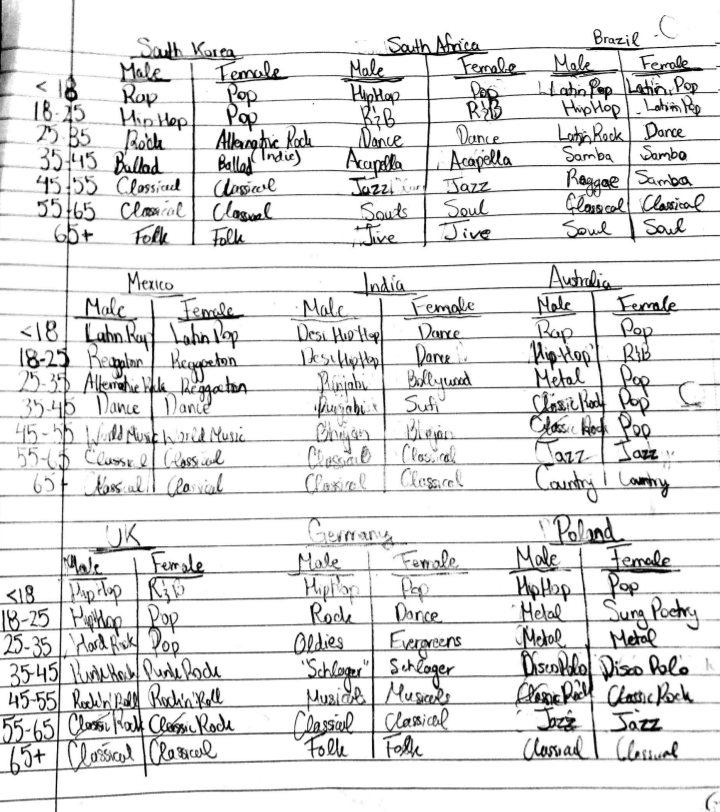 South Korea South Africa Brazil
Male Female Male Female Male Female
<18 Rap Pop HipHop Pop Latin Pop Latin Pop
18-25 Hip Hop Pop R&B R&B HipHop Latin Pop
25-35 Rock Alternative Rock (Indie) Dance Dance Latin Rock Dance
35-45 Ballad Ballad Acapella Acapella Samba Samba
45-55 Classical Classical Jazz Jazz Reggae Samba
55-65 Classical Classical Souls Soul Classical Classical
65+ Folk Folk Jive Jive Soul Soul
Mexico India Australia
Male Female Male Female Male Female
<18 Latin Rap Latin Pop Desi Hip Hop Dance Rap Pop
18-25 Reggaeton Reggaeton Desi Hip Hop Dance Hip Hop R&B
25-35 Alternative Rock Reggaeton Punjabi Bollywood Metal Pop
35-45 Dance Dance Punjabi Sufi Classic Rock Pop
45-55 World Music World Music Bhajan Bhajan Classic Rock Pop
55-65 Classical Classical Classical Classical Jazz Jazz
65+ Classical Classical Classical Classical Country Country
UK Germany Poland
Male Female Male Female Male Female
<18 HipHop R&B HipHop Pop HipHop Pop
18-25 HipHop Pop Rock Dance Metal Sung Poetry
25-35 Hard Rock Pop Oldies Evergreens Metal Metal
35-45 Punk Rock Punk Rock "Schlager" Schlager Disco Polo Disco Polo
45-55 Rock'n'Roll Rock'n'Roll Musicals Musicals Classic Rock Classic Rock
55-65 Classic Rock Classic Rock Classical Classical Jazz Jazz
65+ Classical Classical Folk Folk Classical Classical